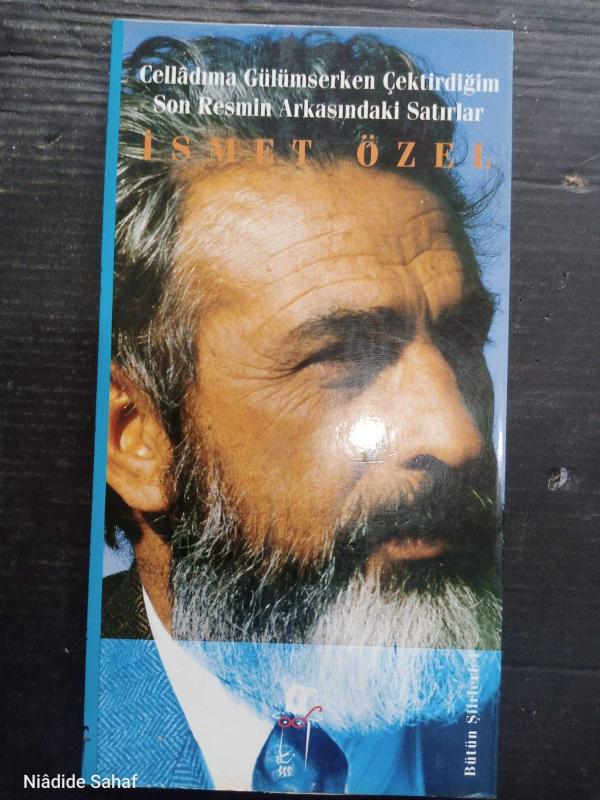 Cellâdıma Gülümserken Çektirdiğim
Son Resmin Arkasındaki Satırlar
İSMET ÖZEL
Bütün Şiirleri
Niâdide Sahaf